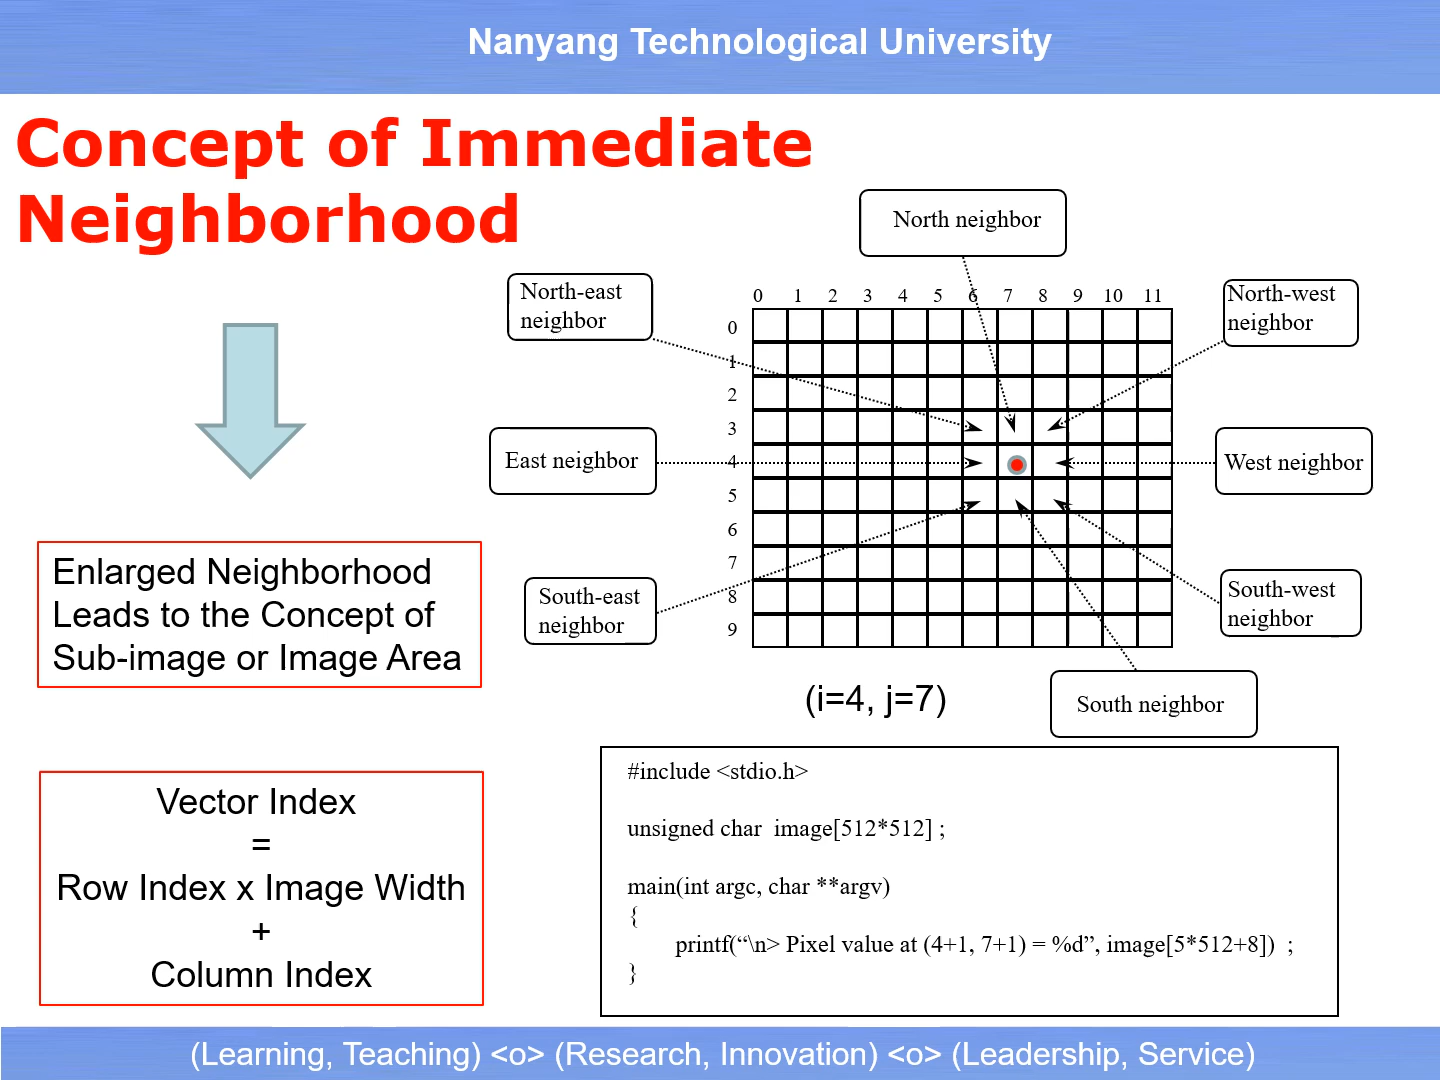 Nanyang Technological University
Concept of Immediate
Neighborhood
North neighbor
North-east
neighbor
North-west
neighbor
0 1 2 3 4 5 6 7 8 9 10 11
0
1
2
3
4
5
6
7
8
9
East neighbor
West neighbor
South-east
neighbor
South-west
neighbor
South neighbor
(i=4, j=7)
Enlarged Neighborhood
Leads to the Concept of
Sub-image or Image Area
Vector Index
=
Row Index x Image Width
+
Column Index
#include <stdio.h>
unsigned char  image[512*512] ;
main(int argc, char **argv)
{
printf(“\n> Pixel value at (4+1, 7+1) = %d”, image[5*512+8])  ;
}
(Learning, Teaching) <o> (Research, Innovation) <o> (Leadership, Service)